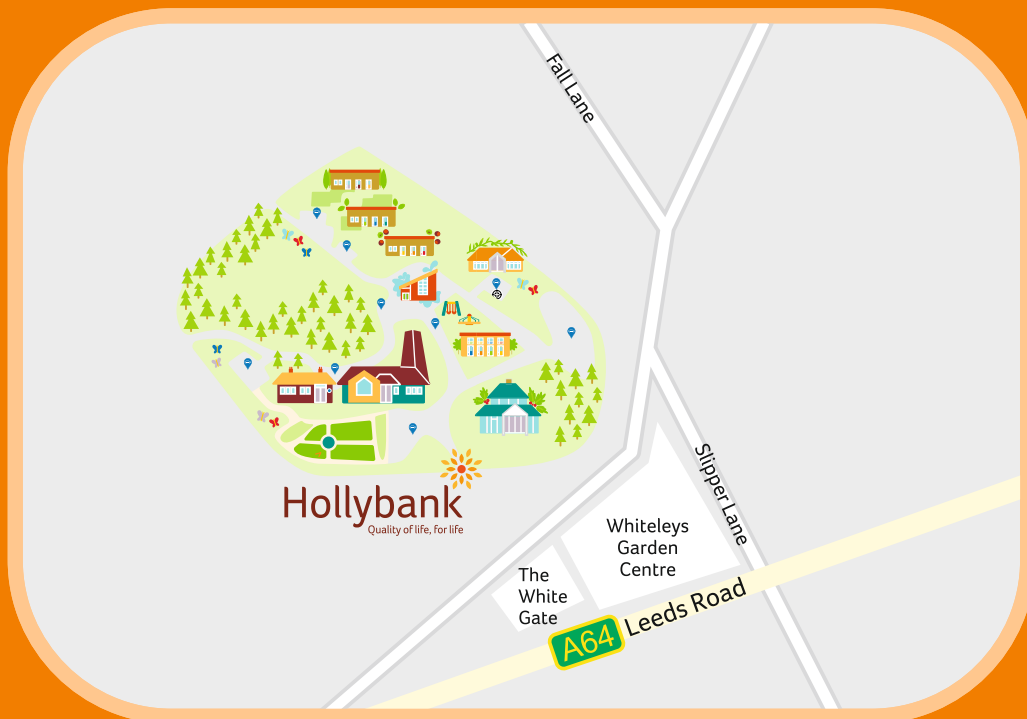 Fall Lane
Hollybank
Quality of life, for life
Slipper Lane
Whiteleys
Garden
Centre
The
White
Gate
A64
Leeds Road